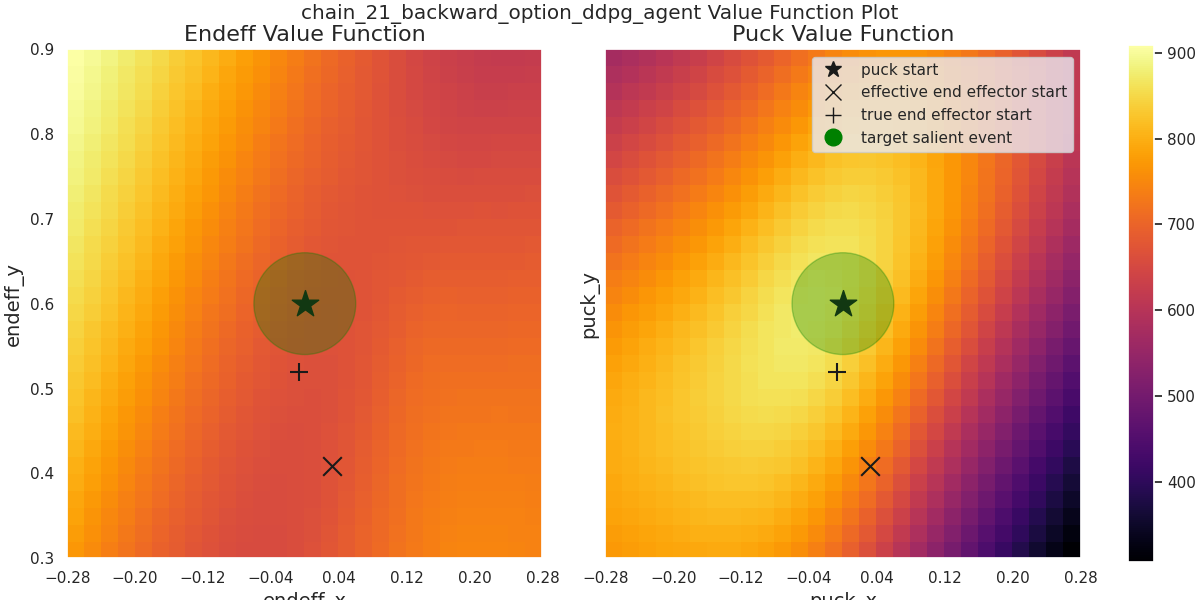 chain_21_backward_option_ddpg_agent Value Function Plot
Endeff Value Function
Puck Value Function
puck start
effective end effector start
true end effector start
target salient event
endeff_y
0.9
0.8
0.7
0.6
0.5
0.4
0.3
−0.28 −0.20 −0.12 −0.04 0.04 0.12 0.20 0.28
endeff_x
puck_y
−0.28 −0.20 −0.12 −0.04 0.04 0.12 0.20 0.28
puck_x
900
800
700
600
500
400